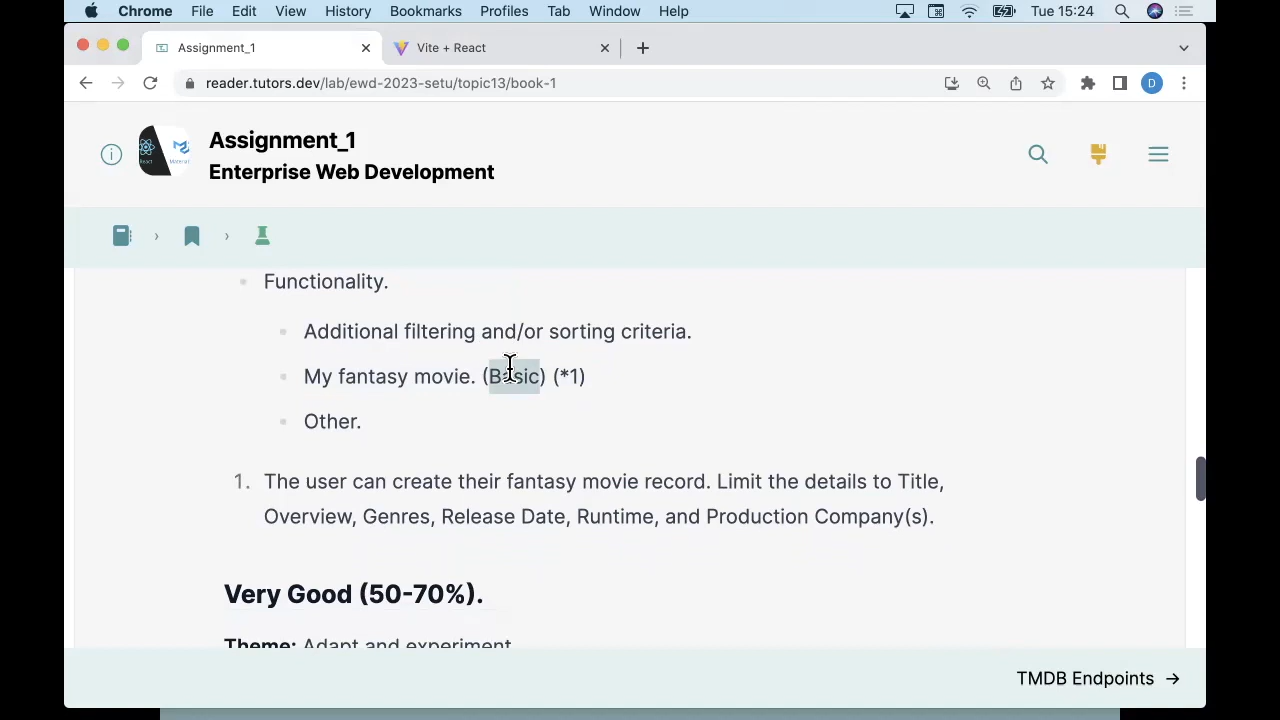 Chrome File Edit View History Bookmarks Profiles Tab Window Help Tue 15:24
Assignment_1 Vite + React
reader.tutors.dev/lab/ewd-2023-setu/topic13/book-1 D
Assignment_1
Enterprise Web Development
Functionality.
Additional filtering and/or sorting criteria.
My fantasy movie. (Basic) (*1)
Other.
1. The user can create their fantasy movie record. Limit the details to Title,
Overview, Genres, Release Date, Runtime, and Production Company(s).
Very Good (50-70%).
Theme: Adapt and experiment
TMDB Endpoints →